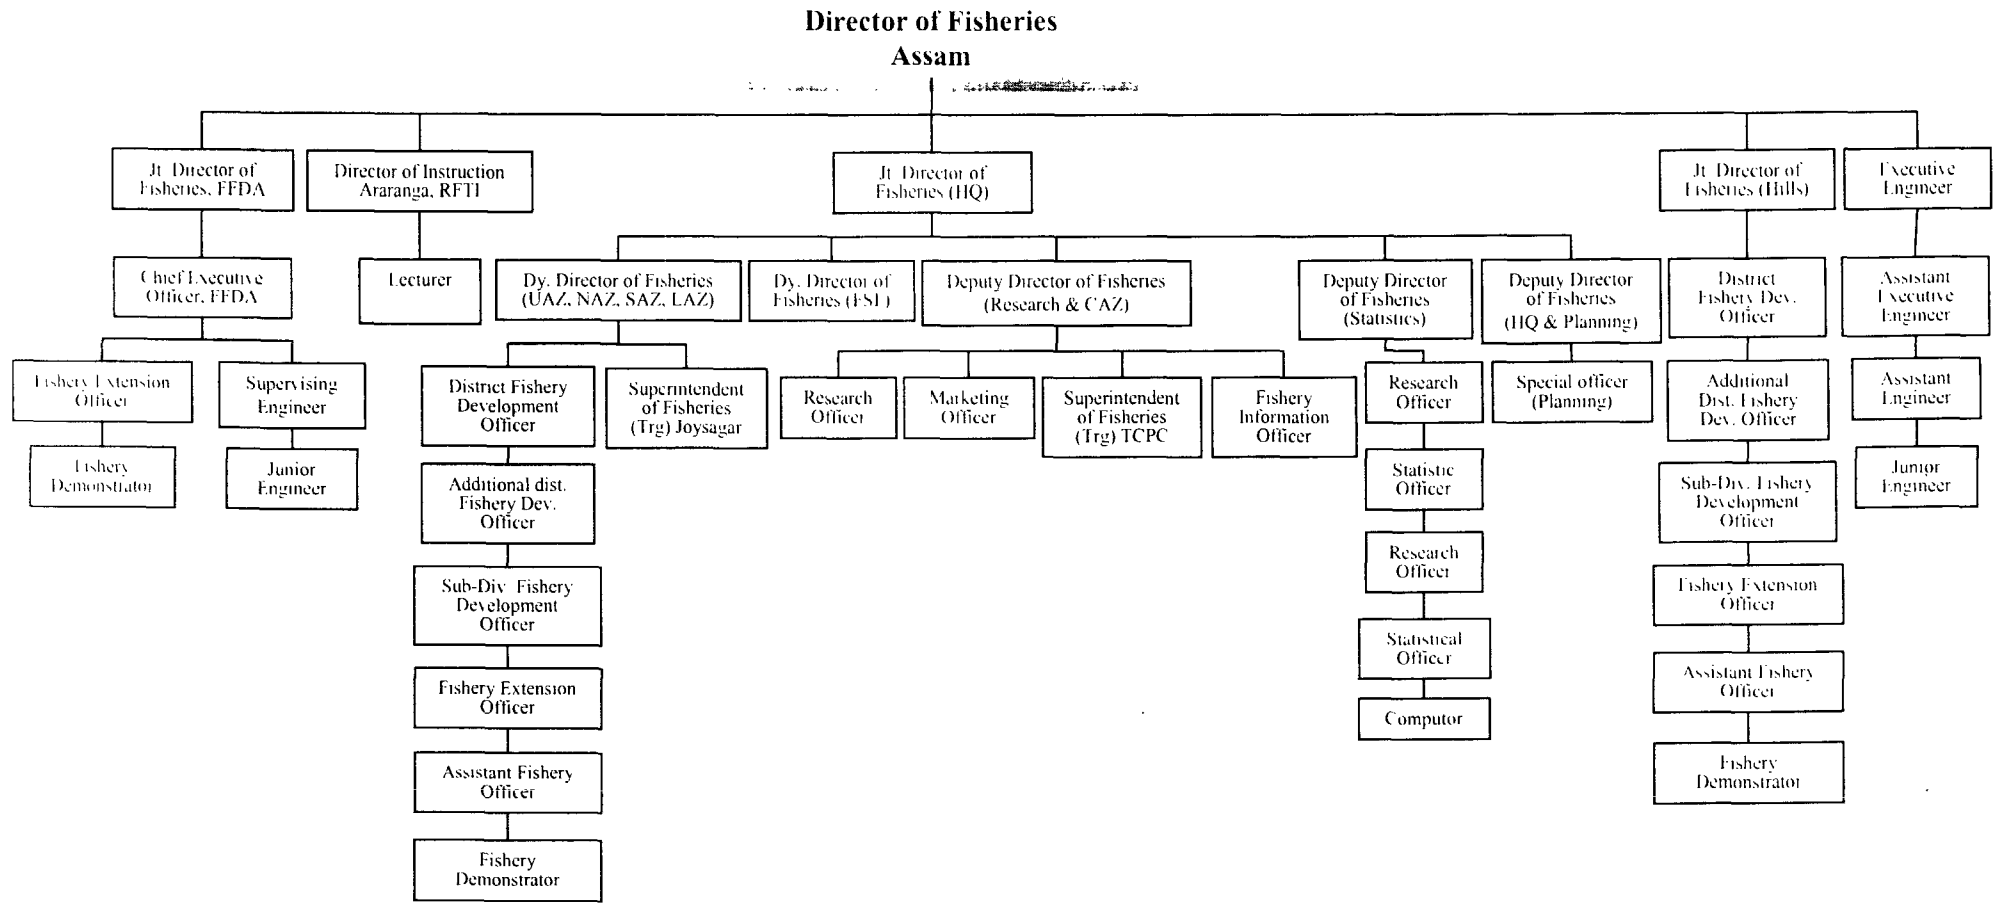 Director of Fisheries
Assam
Jt. Director of
Fisheries, FFDA
Director of Instruction
Araranga, RFTI
Jt. Director of
Fisheries (HQ)
Jt. Director of
Fisheries (Hills)
Executive
Engineer
Chief Executive
Officer, FFDA
Lecturer
Dy. Director of Fisheries
(UAZ, NAZ, SAZ, LAZ)
Dy. Director of
Fisheries
Deputy Director of Fisheries
(Research & CAZ)
Deputy Director
of Fisheries
(Statistics)
Deputy Director
of Fisheries
(HQ & Planning)
District
Fishery Dev.
Officer
Assistant
Executive
Engineer
Fishery Extension
Officer
Supervising
Engineer
District Fishery
Development
Officer
Superintendent
of Fisheries
(Trg) Joysagar
Research
Officer
Marketing
Officer
Superintendent
of Fisheries
(Trg) TCPC
Fishery
Information
Officer
Research
Officer
Special officer
(Planning)
Additional
Dist. Fishery
Dev. Officer
Assistant
Engineer
Fishery
Demonstrator
Junior
Engineer
Additional dist.
Fishery Dev.
Officer
Statistic
Officer
Sub-Div. Fishery
Development
Officer
Junior
Engineer
Sub-Div Fishery
Development
Officer
Research
Officer
Fishery Extension
Officer
Fishery Extension
Officer
Statistical
Officer
Assistant Fishery
Officer
Assistant Fishery
Officer
Computor
Fishery
Demonstrator
Fishery
Demonstrator